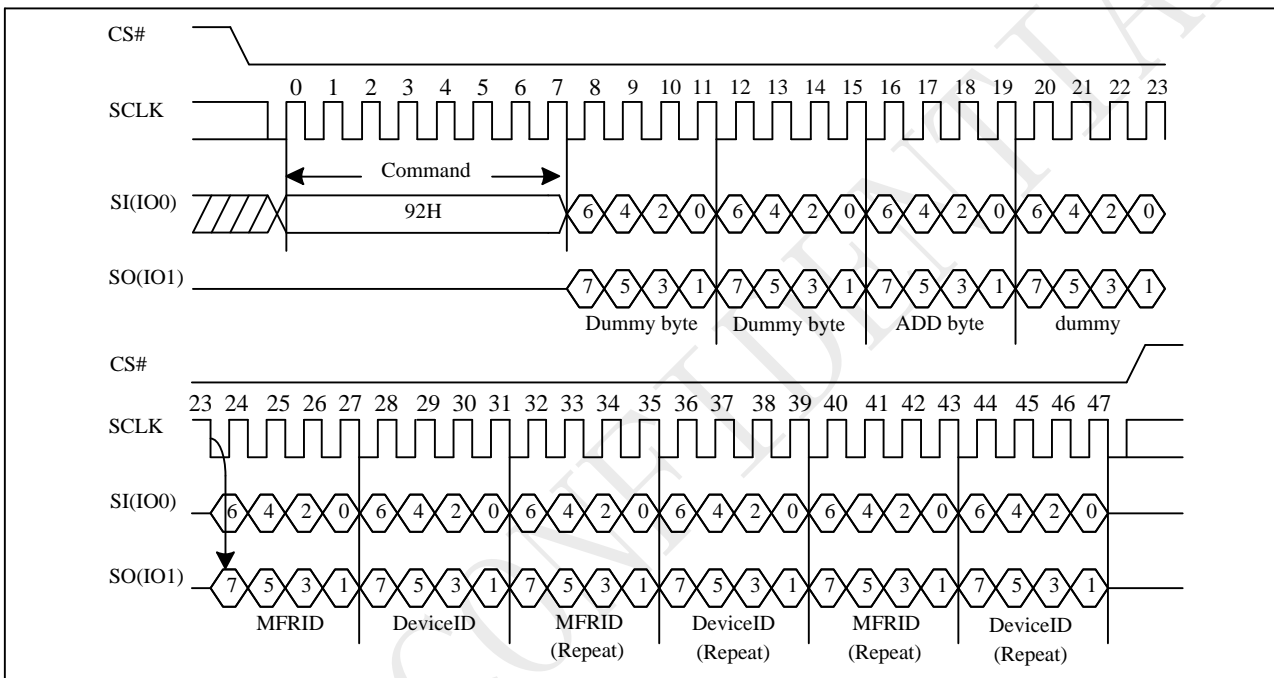 CS#
0 1 2 3 4 5 6 7 8 9 10 11 12 13 14 15 16 17 18 19 20 21 22 23
SCLK
Command
SI(IO0)
92H
6 4 2 0 6 4 2 0 6 4 2 0 6 4 2 0
SO(IO1)
7 5 3 1 7 5 3 1 7 5 3 1 7 5 3 1
Dummy byte Dummy byte ADD byte dummy
CS#
23 24 25 26 27 28 29 30 31 32 33 34 35 36 37 38 39 40 41 42 43 44 45 46 47
SCLK
SI(IO0)
6 4 2 0 6 4 2 0 6 4 2 0 6 4 2 0 6 4 2 0 6 4 2 0
SO(IO1)
7 5 3 1 7 5 3 1 7 5 3 1 7 5 3 1 7 5 3 1 7 5 3 1
MFRID DeviceID MFRID DeviceID MFRID DeviceID
(Repeat) (Repeat) (Repeat) (Repeat)
CONFIDENTIA